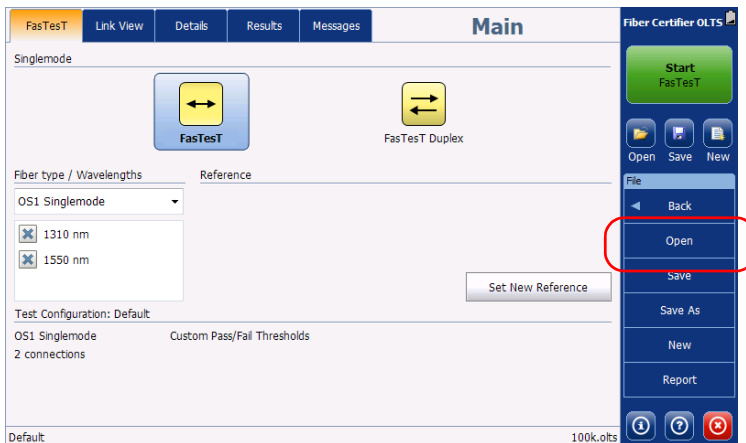 FasTesT Link View Details Results Messages Main
Singlemode
FasTesT FasTesT Duplex
Fiber type / Wavelengths Reference
OS1 Singlemode
1310 nm
1550 nm
Set New Reference
Test Configuration: Default
OS1 Singlemode Custom Pass/Fail Thresholds
2 connections
Default 100k.olts
Fiber Certifier OLTS
Start
FasTesT
Open Save New
File
Back
Open
Save
Save As
New
Report